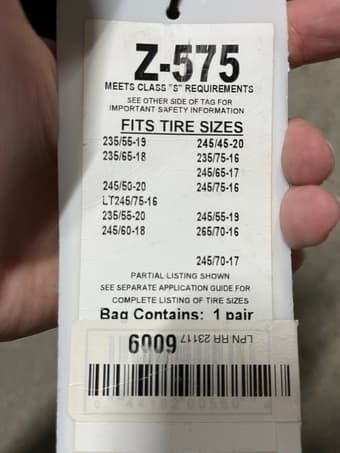 Z-575
MEETS CLASS "S" REQUIREMENTS
SEE OTHER SIDE OF TAG FOR
IMPORTANT SAFETY INFORMATION
FITS TIRE SIZES
235/55-19 245/45-20
235/65-18 235/75-16
245/65-17
245/50-20 245/75-16
LT245/75-16
235/55-20 245/55-19
245/60-18 265/70-16
245/70-17
PARTIAL LISTING SHOWN
SEE SEPARATE APPLICATION GUIDE FOR
COMPLETE LISTING OF TIRE SIZES
Bag Contains: 1 pair
LPN RR 23117 6009